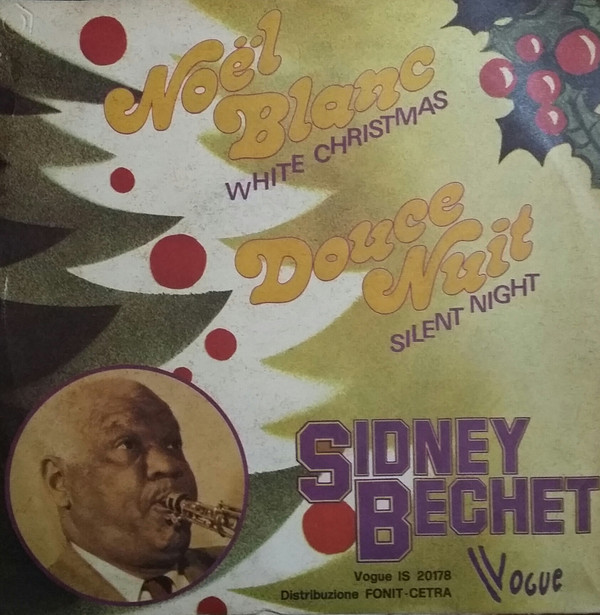 Noël
Blanc
WHITE CHRISTMAS
Douce
Nuit
SILENT NIGHT
SIDNEY
BECHET
Vogue IS 20178
Distribuzione FONIT-CETRA
VOGUE